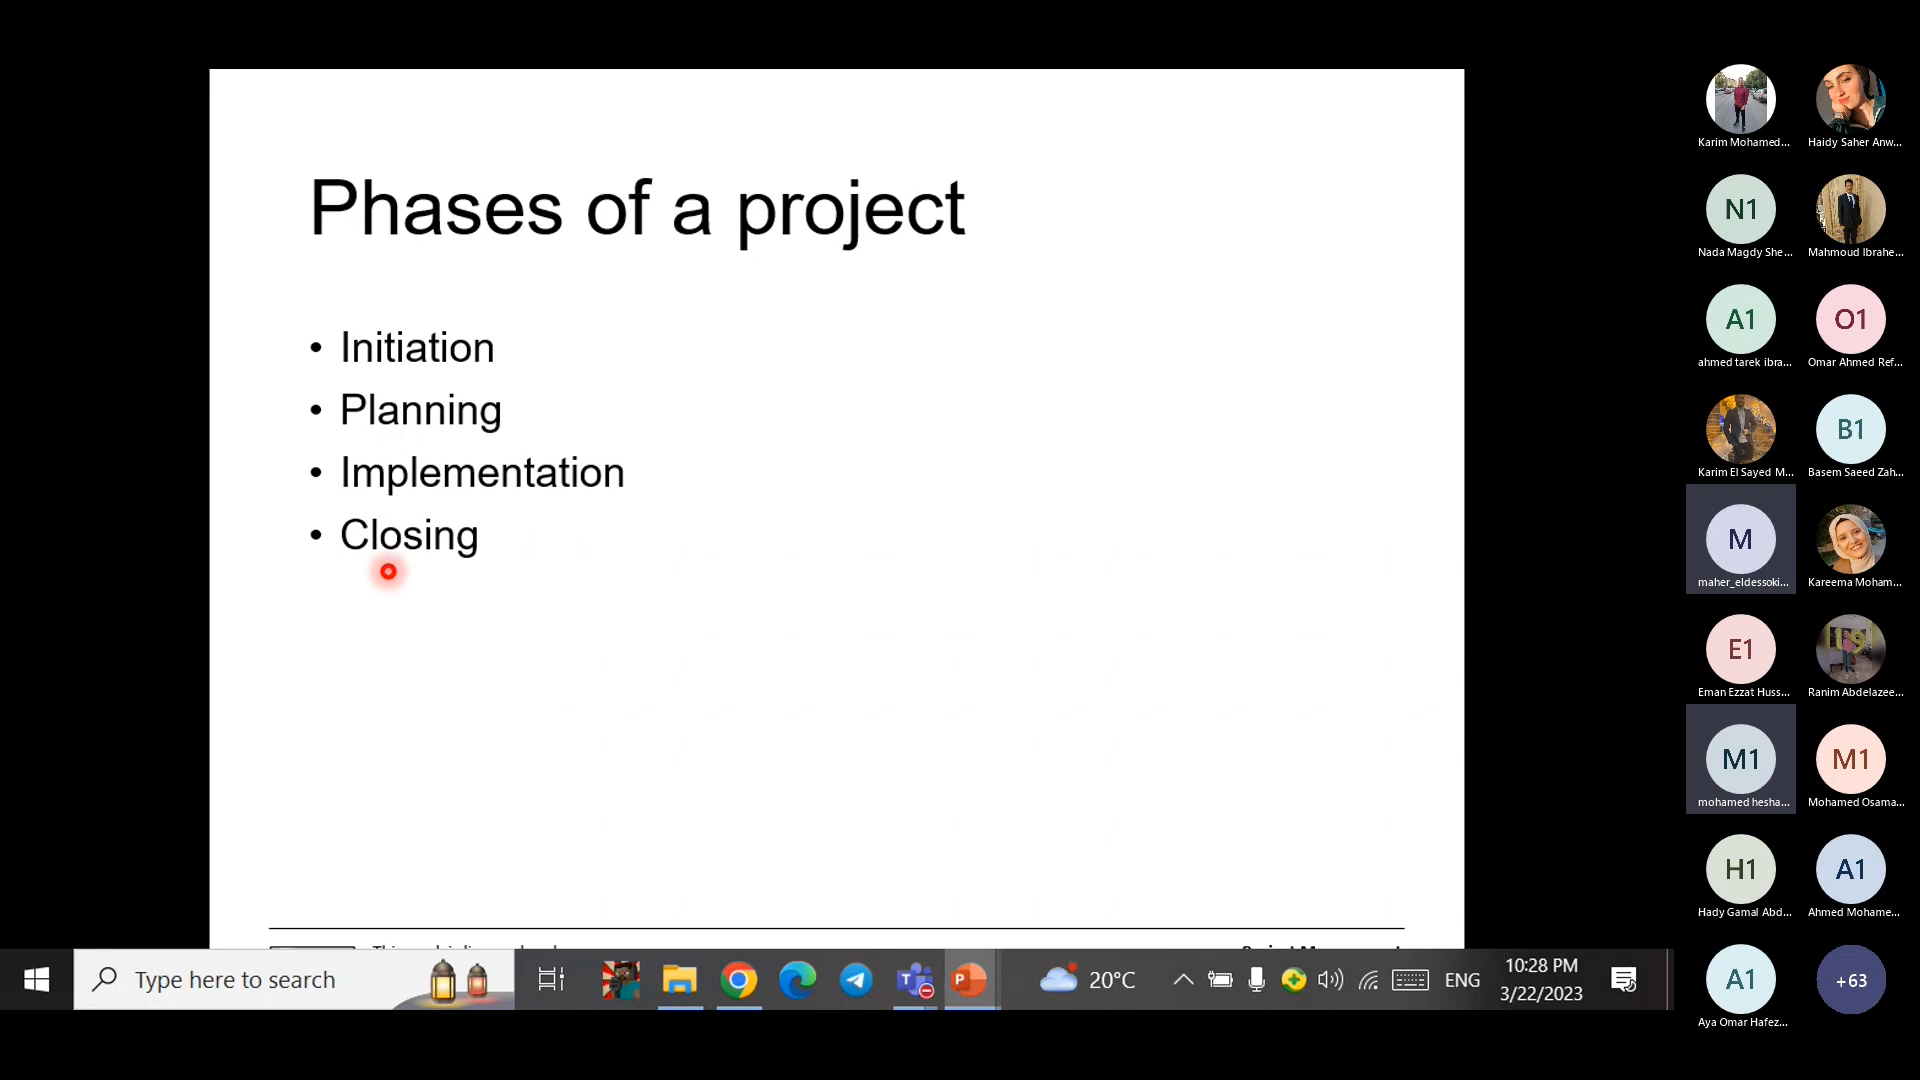 Phases of a project
• Initiation
• Planning
• Implementation
• Closing
Type here to search
20°C
ENG
10:28 PM
3/22/2023
Karim Mohamed...
Haidy Saher Anw...
N1
Nada Magdy She...
Mahmoud Ibrahe...
A1
ahmed tarek ibra...
O1
Omar Ahmed Ref...
Karim El Sayed M...
B1
Basem Saeed Zah...
M
maher_eldessoki...
Kareema Moham...
E1
Eman Ezzat Huss...
Ranim Abdelazee...
M1
mohamed hesha...
M1
Mohamed Osama...
H1
Hady Gamal Abd...
A1
Ahmed Mohame...
A1
Aya Omar Hafez...
+63